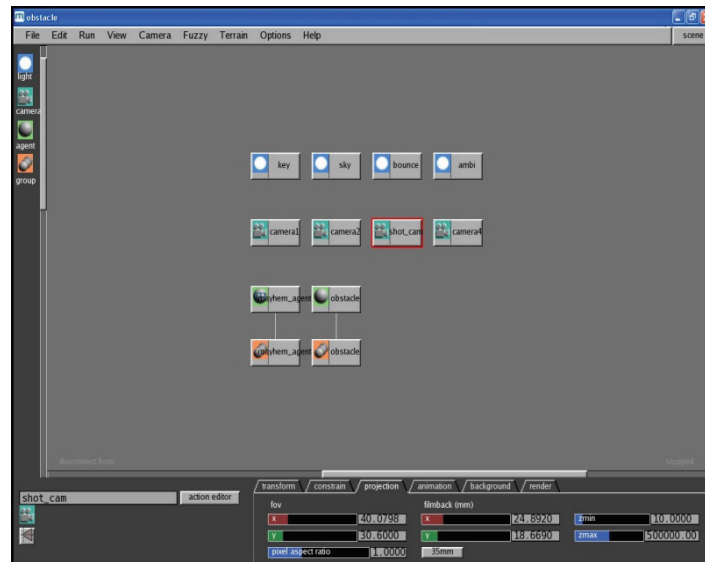 obstacle
File Edit Run View Camera Fuzzy Terrain Options Help scene
light
camera
agent
group
key sky bounce ambi
camera1 camera2 shot_cam camera4
mayhem_agent obstacle
mayhem_agent obstacle
disconnect from stopped
transform constrain projection animation background render
shot_cam action editor
fov filmback (mm)
x 40.0798 x 24.8920 zmin 10.0000
y 30.6000 y 18.6690 zmax 500000.00
pixel aspect ratio 1.0000 35mm